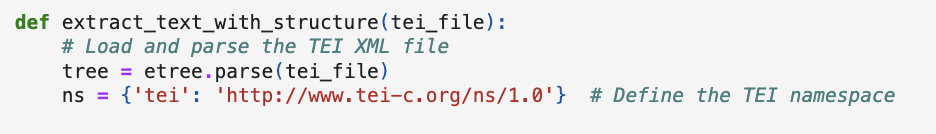 def extract_text_with_structure(tei_file):
    # Load and parse the TEI XML file
    tree = etree.parse(tei_file)
    ns = {'tei': 'http://www.tei-c.org/ns/1.0'}  # Define the TEI namespace